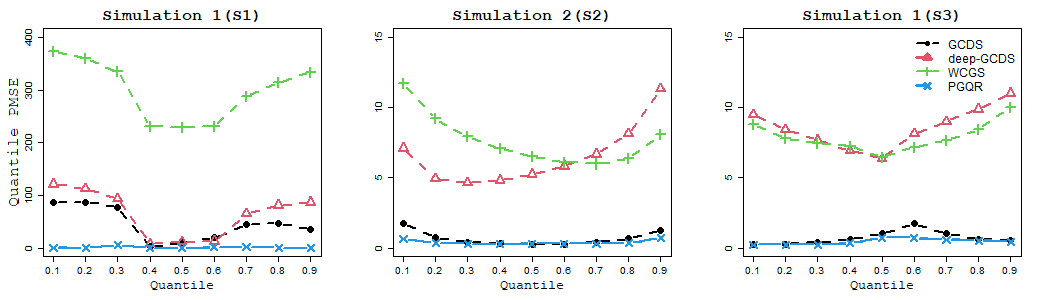 Simulation 1(S1)
Quantile PMSE
400
300
200
100
0
0.1 0.2 0.3 0.4 0.5 0.6 0.7 0.8 0.9
Quantile
Simulation 2(S2)
15
10
5
0
0.1 0.2 0.3 0.4 0.5 0.6 0.7 0.8 0.9
Quantile
Simulation 1(S3)
15
10
5
0
GCDS
deep-GCDS
WCGS
PGQR
0.1 0.2 0.3 0.4 0.5 0.6 0.7 0.8 0.9
Quantile